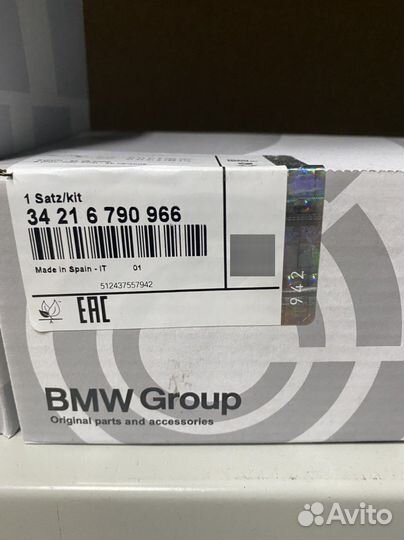 1 Satz/kit
34 21 6 790 966
Made in Spain - IT 01
512437557942
EAC
942
BMW Group
Original parts and accessories
Avito